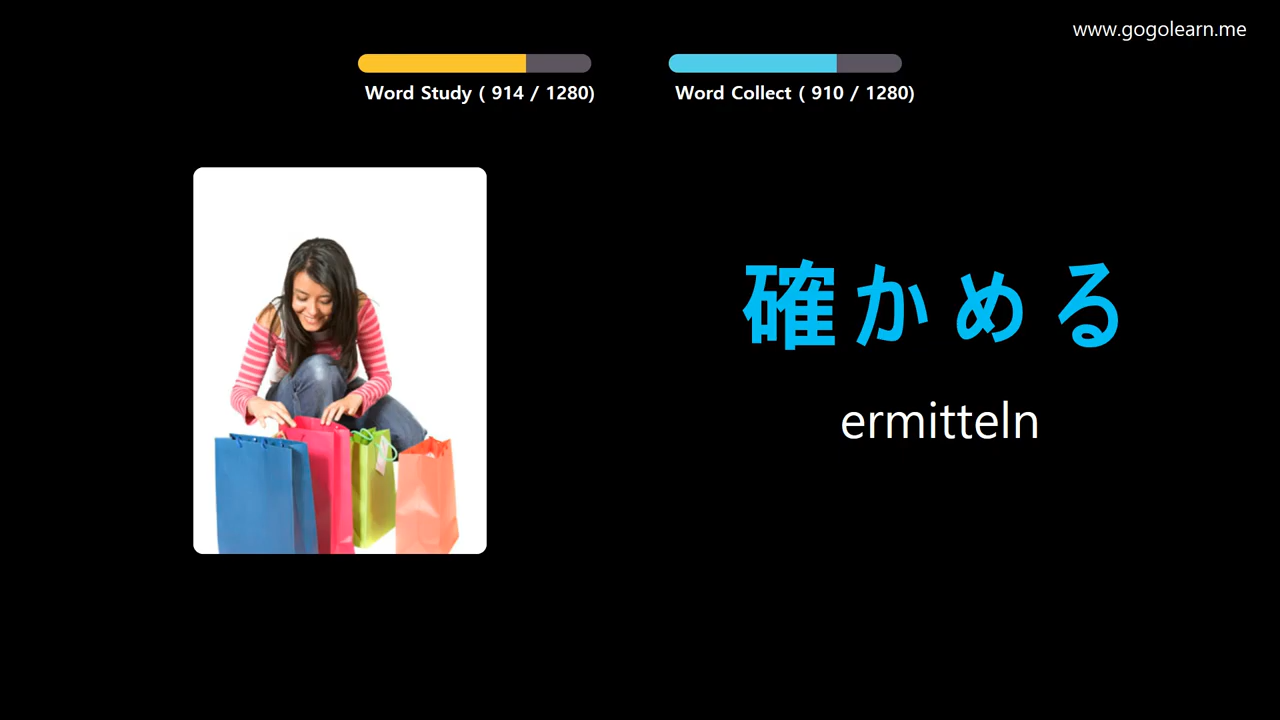 www.gogolearn.me
Word Study ( 914 / 1280)
Word Collect ( 910 / 1280)
確かめる
ermitteln